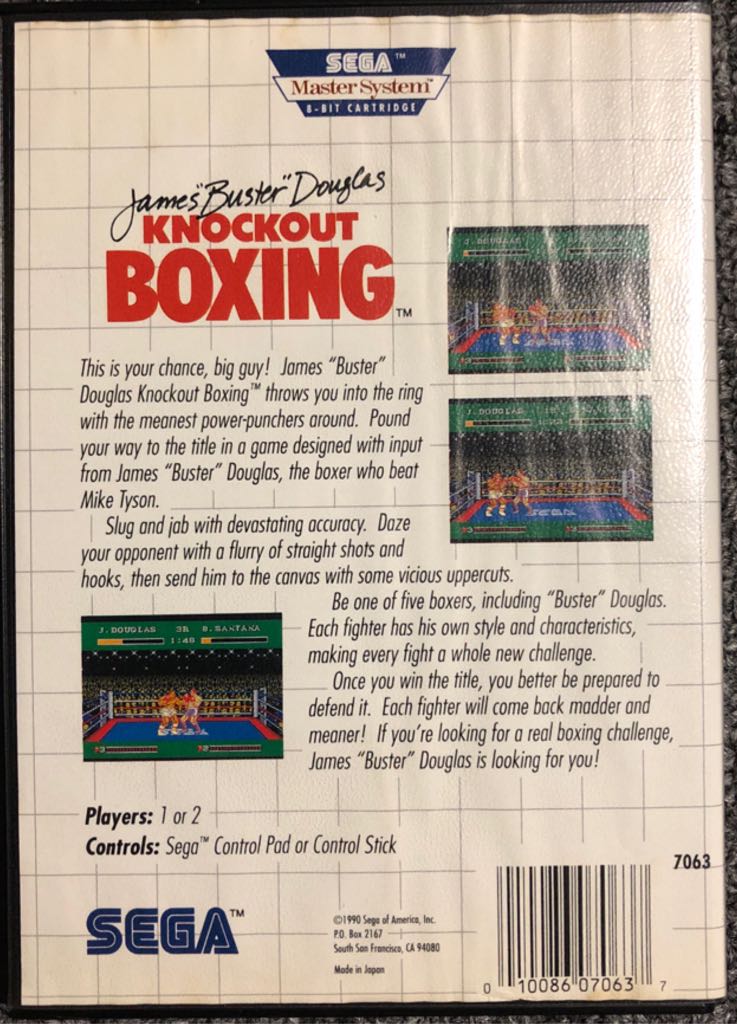 SEGA™
Master System™
8-BIT CARTRIDGE
James "Buster" Douglas
KNOCKOUT
BOXING™
J. DOUGLAS
This is your chance, big guy! James "Buster"
Douglas Knockout Boxing™ throws you into the ring
with the meanest power-punchers around. Pound
your way to the title in a game designed with input
from James "Buster" Douglas, the boxer who beat
Mike Tyson.
J. DOUGLAS
SEGA
Slug and jab with devastating accuracy. Daze
your opponent with a flurry of straight shots and
hooks, then send him to the canvas with some vicious uppercuts.
Be one of five boxers, including "Buster" Douglas.
Each fighter has his own style and characteristics,
making every fight a whole new challenge.
Once you win the title, you better be prepared to
defend it. Each fighter will come back madder and
meaner! If you're looking for a real boxing challenge,
James "Buster" Douglas is looking for you!
J. DOUGLAS 3R B. SANTANA
1:48
SEGA
Players: 1 or 2
Controls: Sega™ Control Pad or Control Stick
7063
SEGA™
©1990 Sega of America, Inc.
P.O. Box 2167
South San Francisco, CA 94080
Made in Japan
0 10086 07063 7